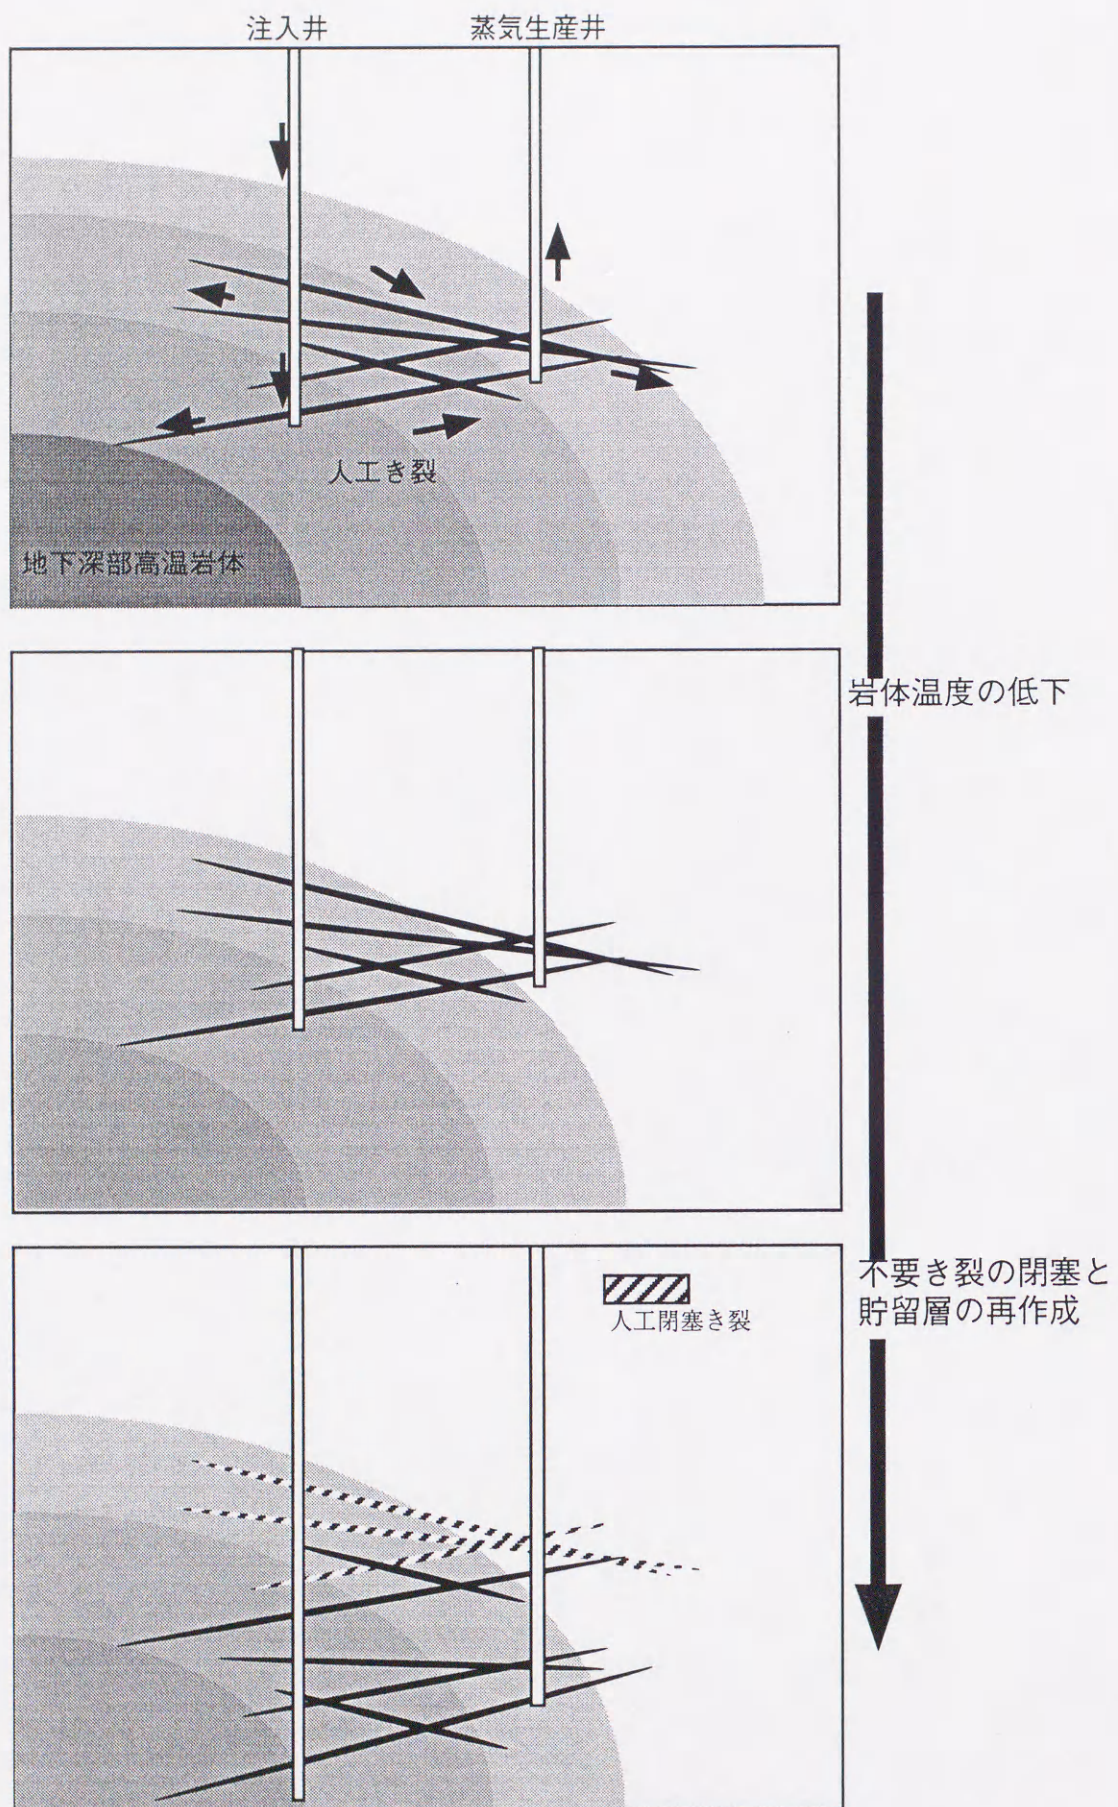 注入井
蒸気生産井
人工き裂
地下深部高温岩体
岩体温度の低下
人工閉塞き裂
不要き裂の閉塞と
貯留層の再作成